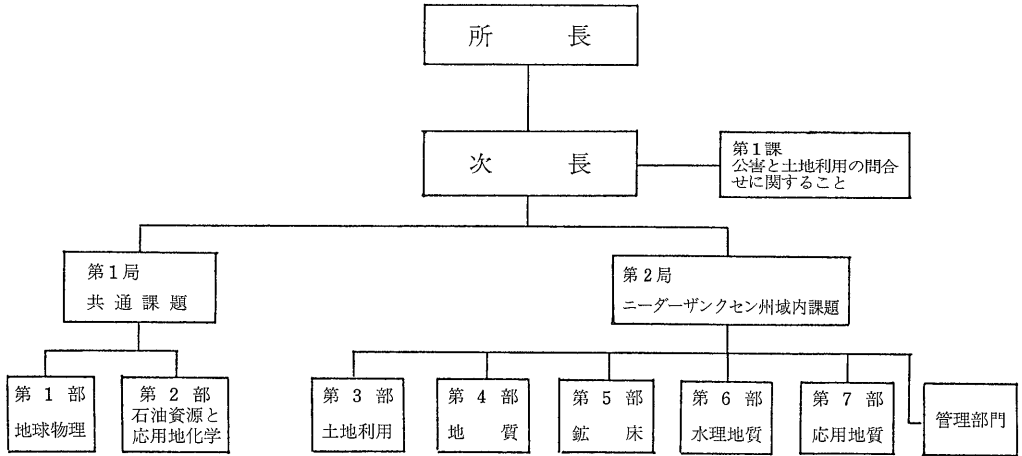 所長
次長
第1課
公害と土地利用の問合
せに関すること
第1局
共通課題
第2局
ニーダーザンクセン州域内課題
第1部
地球物理
第2部
石油資源と
応用地化学
第3部
土地利用
第4部
地質
第5部
鉱床
第6部
水理地質
第7部
応用地質
管理部門